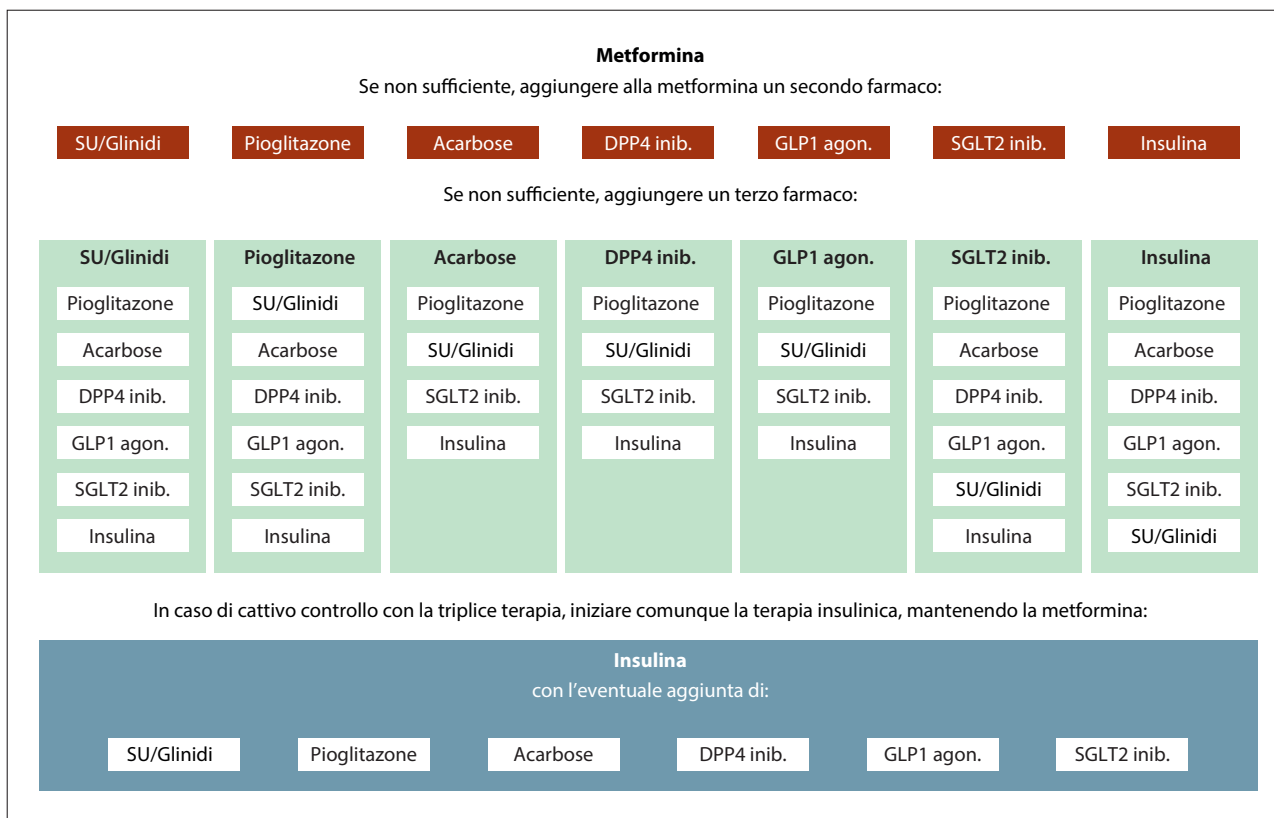 Metformina
Se non sufficiente, aggiungere alla metformina un secondo farmaco:
SU/Glinidi Pioglitazone Acarbose DPP4 inib. GLP1 agon. SGLT2 inib. Insulina
Se non sufficiente, aggiungere un terzo farmaco:
SU/Glinidi Pioglitazone Acarbose DPP4 inib. GLP1 agon. SGLT2 inib. Insulina
Pioglitazone SU/Glinidi Pioglitazone Pioglitazone Pioglitazone Pioglitazone Pioglitazone
Acarbose Acarbose SU/Glinidi SU/Glinidi SU/Glinidi Acarbose Acarbose
DPP4 inib. DPP4 inib. SGLT2 inib. SGLT2 inib. SGLT2 inib. DPP4 inib. DPP4 inib.
GLP1 agon. GLP1 agon. Insulina Insulina Insulina GLP1 agon. GLP1 agon.
SGLT2 inib. SGLT2 inib. SU/Glinidi SGLT2 inib.
Insulina Insulina Insulina SU/Glinidi
In caso di cattivo controllo con la triplice terapia, iniziare comunque la terapia insulinica, mantenendo la metformina:
Insulina
con l'eventuale aggiunta di:
SU/Glinidi Pioglitazone Acarbose DPP4 inib. GLP1 agon. SGLT2 inib.